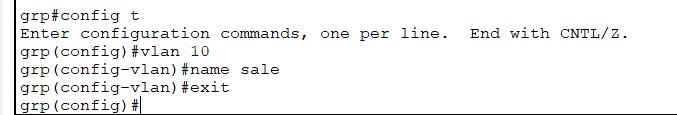 grp#config t
Enter configuration commands, one per line.  End with CNTL/Z.
grp(config)#vlan 10
grp(config-vlan)#name sale
grp(config-vlan)#exit
grp(config)#